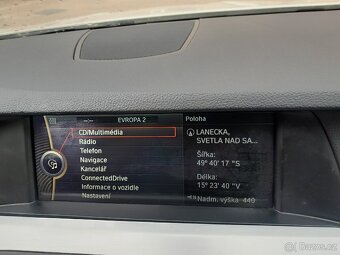 --:--
EVROPA 2
Poloha
CD/Multimédia
Rádio
Telefon
Navigace
Kancelář
ConnectedDrive
Informace o vozidle
Nastavení
LANECKA,
SVETLA NAD SA...
Šířka:
49° 40' 17" S
Délka:
15° 23' 40" V
Nadm. výška 440
Bazoš.cz